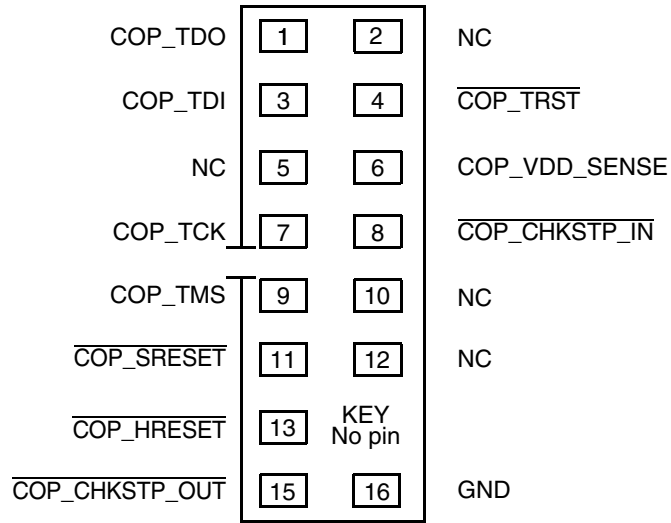 COP_TDO 1 2 NC
COP_TDI 3 4 COP_TRST
NC 5 6 COP_VDD_SENSE
COP_TCK 7 8 COP_CHKSTP_IN
COP_TMS 9 10 NC
COP_SRESET 11 12 NC
COP_HRESET 13 KEY
No pin
COP_CHKSTP_OUT 15 16 GND